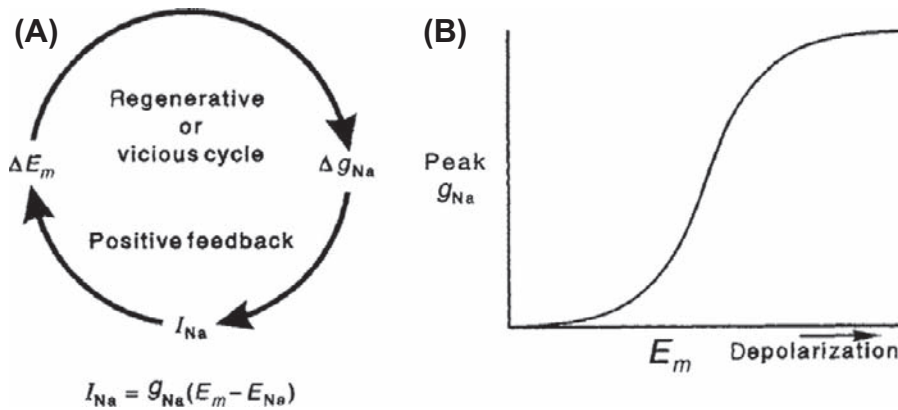 (A)
Regenerative
or
vicious cycle
ΔE_m
Δg_Na
Positive feedback
I_Na
I_Na = g_Na(E_m − E_Na)
(B)
Peak
g_Na
E_m
Depolarization